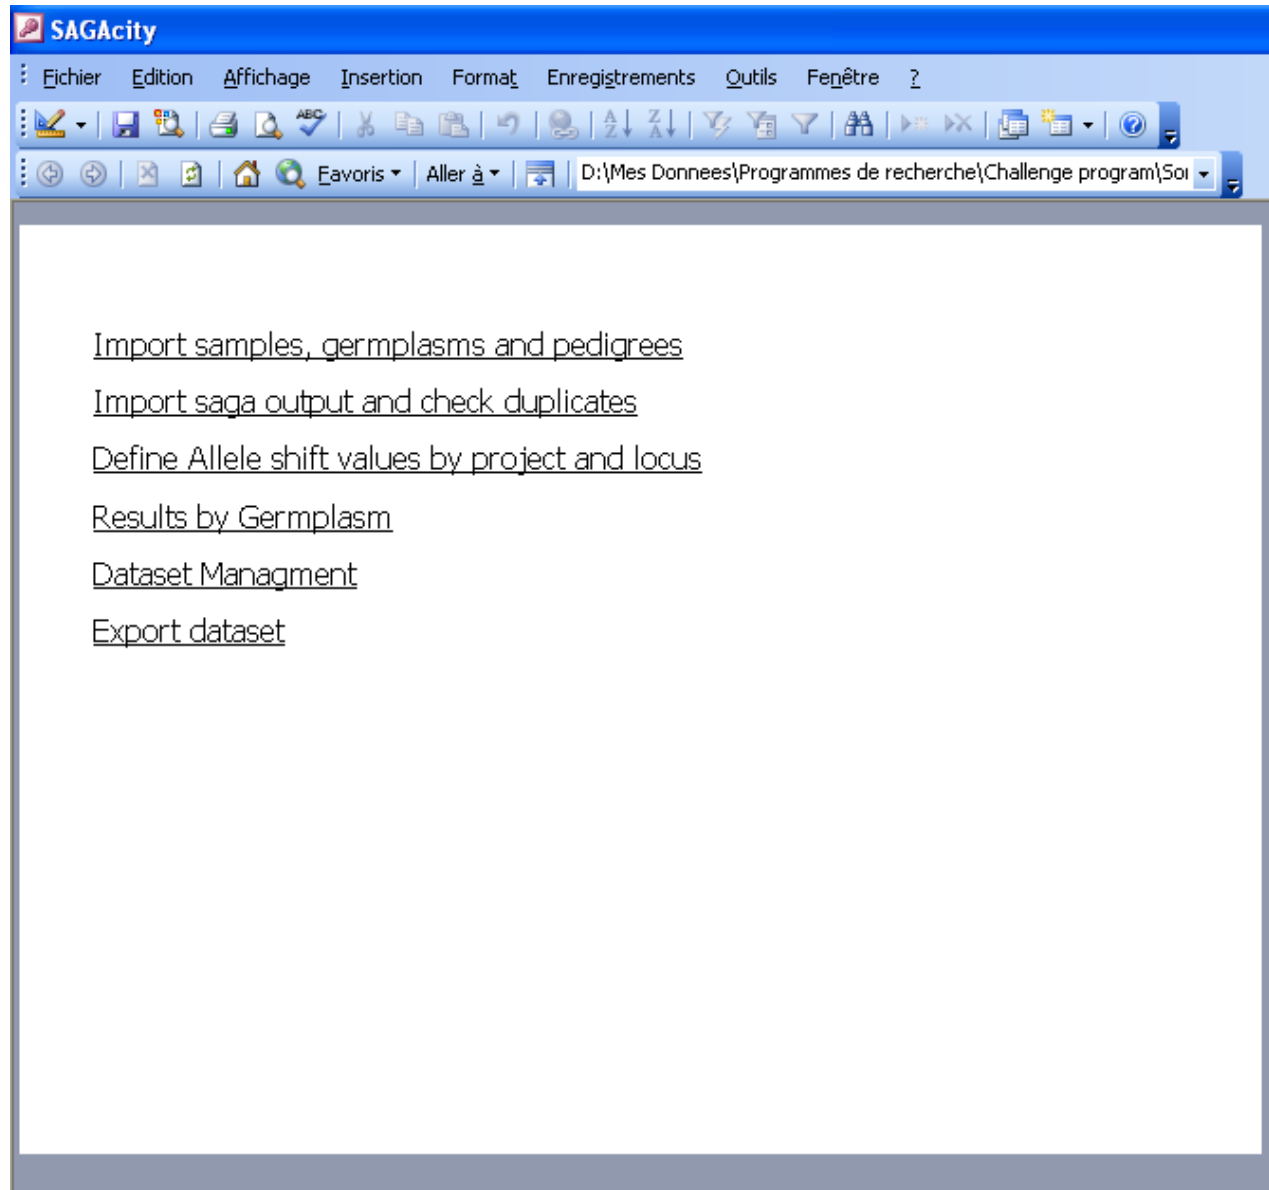 SAGAcity
Fichier Edition Affichage Insertion Format Enregistrements Outils Fenêtre ?
ABC A Z Z A
Favoris Aller à D:\Mes Donnees\Programmes de recherche\Challenge program\Sor
Import samples, germplasms and pedigrees
Import saga output and check duplicates
Define Allele shift values by project and locus
Results by Germplasm
Dataset Managment
Export dataset